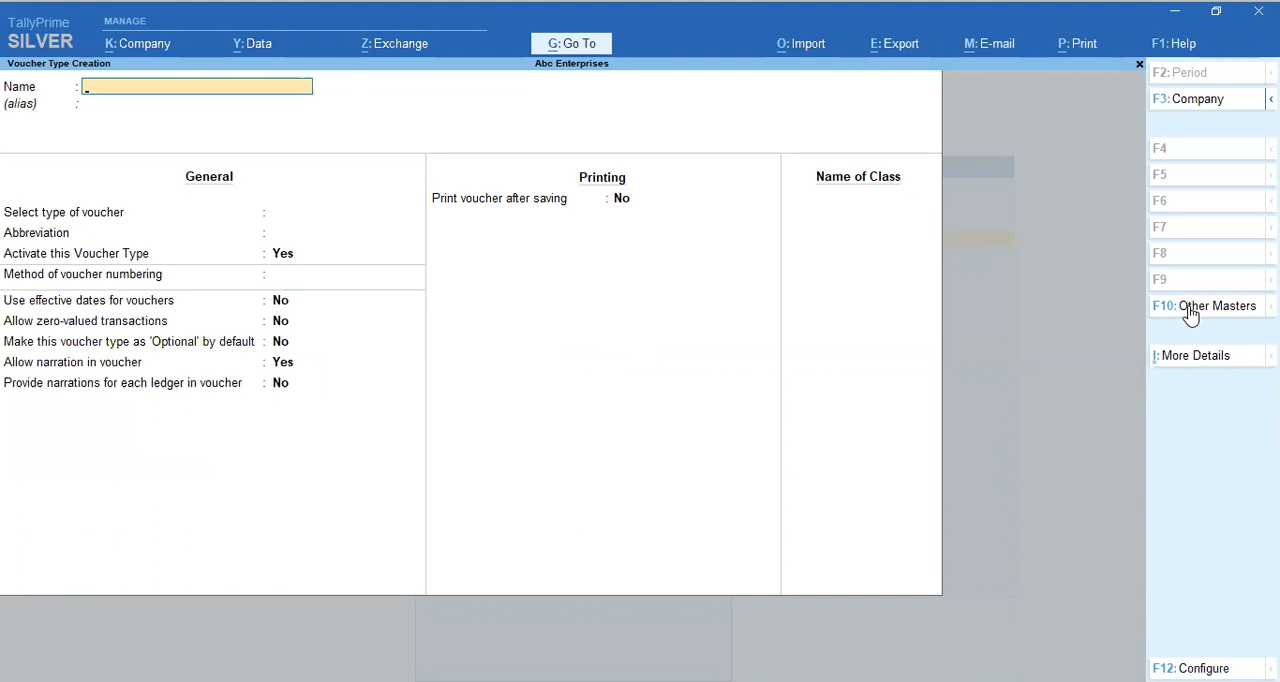 TallyPrime
SILVER
MANAGE
K: Company
Y: Data
Z: Exchange
G: Go To
O: Import
E: Export
M: E-mail
P: Print
F1: Help
Voucher Type Creation
Abc Enterprises
Name :
(alias) :
General
Select type of voucher :
Abbreviation :
Activate this Voucher Type : Yes
Method of voucher numbering :
Use effective dates for vouchers : No
Allow zero-valued transactions : No
Make this voucher type as 'Optional' by default : No
Allow narration in voucher : Yes
Provide narrations for each ledger in voucher : No
Printing
Print voucher after saving : No
Name of Class
F2: Period
F3: Company
F4
F5
F6
F7
F8
F9
F10: Other Masters
I: More Details
F12: Configure